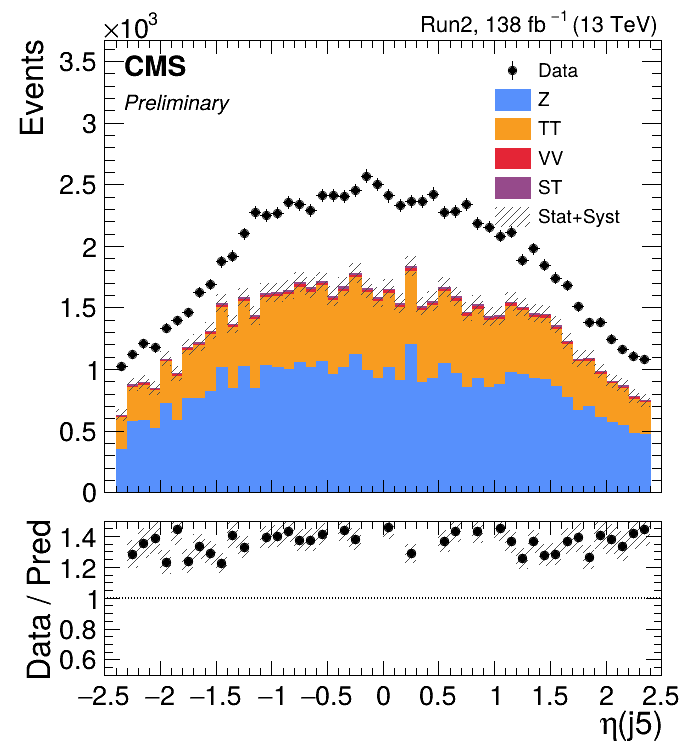 ×10³
Run2, 138 fb⁻¹ (13 TeV)
Events
CMS
Preliminary
Data
Z
TT
VV
ST
Stat+Syst
3.5
3
2.5
2
1.5
1
0.5
0
Data / Pred
1.4
1.2
1
0.8
0.6
−2.5 −2 −1.5 −1 −0.5 0 0.5 1 1.5 2 2.5
η(j5)